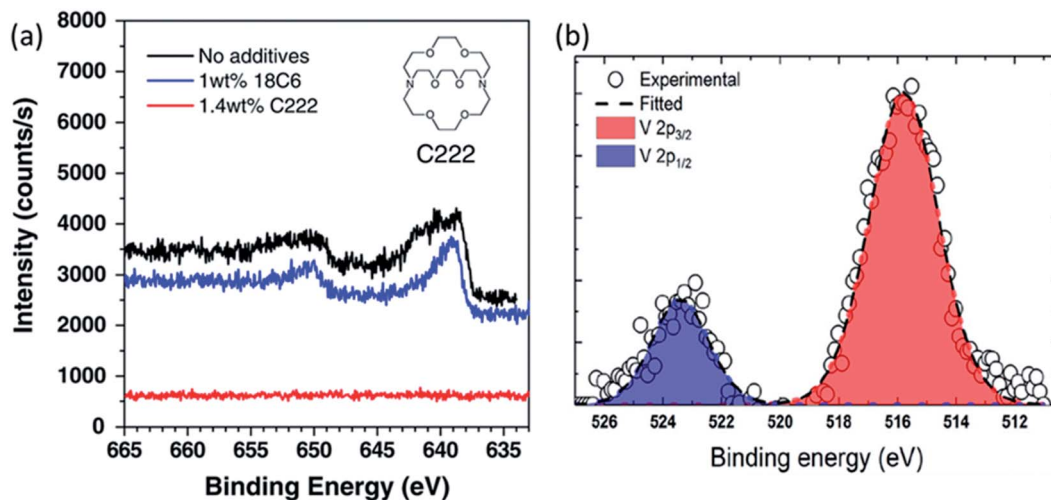 (a)
8000
7000
6000
5000
4000
3000
2000
1000
0
Intensity (counts/s)
No additives
1wt% 18C6
1.4wt% C222
O O
N O O N
O O
C222
665 660 655 650 645 640 635
Binding Energy (eV)
(b)
Experimental
Fitted
V 2p3/2
V 2p1/2
526 524 522 520 518 516 514 512
Binding energy (eV)